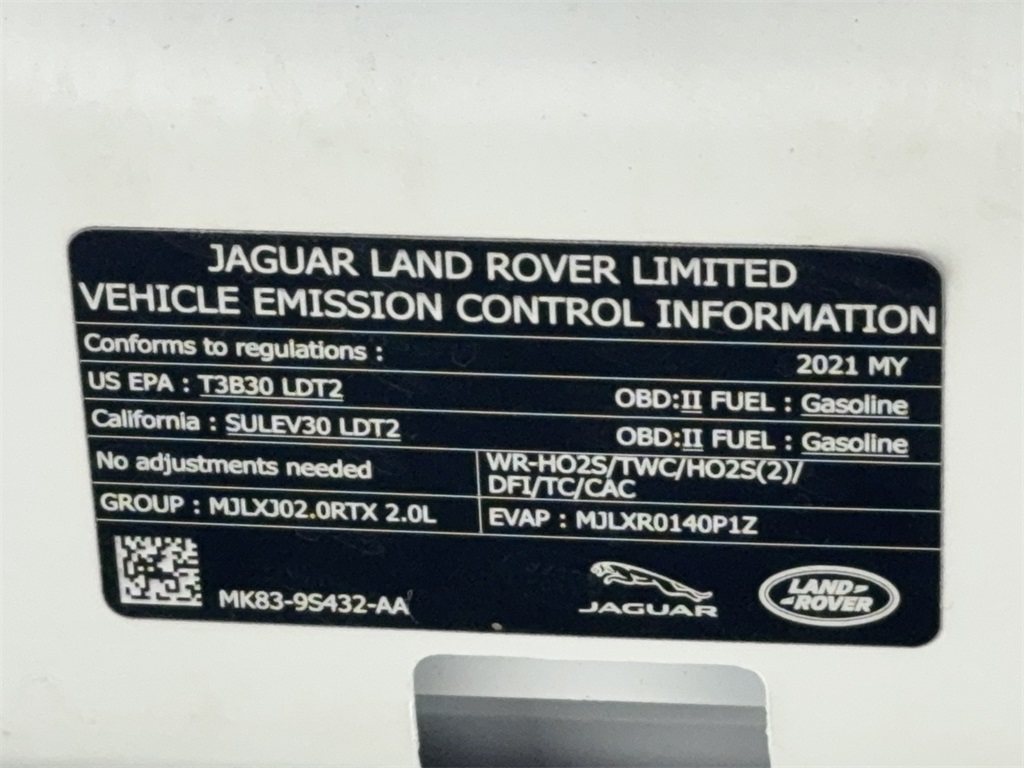 JAGUAR LAND ROVER LIMITED
VEHICLE EMISSION CONTROL INFORMATION
Conforms to regulations : 2021 MY
US EPA : T3B30 LDT2 OBD:II FUEL : Gasoline
California : SULEV30 LDT2 OBD:II FUEL : Gasoline
No adjustments needed
WR-HO2S/TWC/HO2S(2)/
DFI/TC/CAC
GROUP : MJLXJ02.0RTX 2.0L
EVAP : MJLXR0140P1Z
MK83-9S432-AA
JAGUAR
LAND-
-ROVER